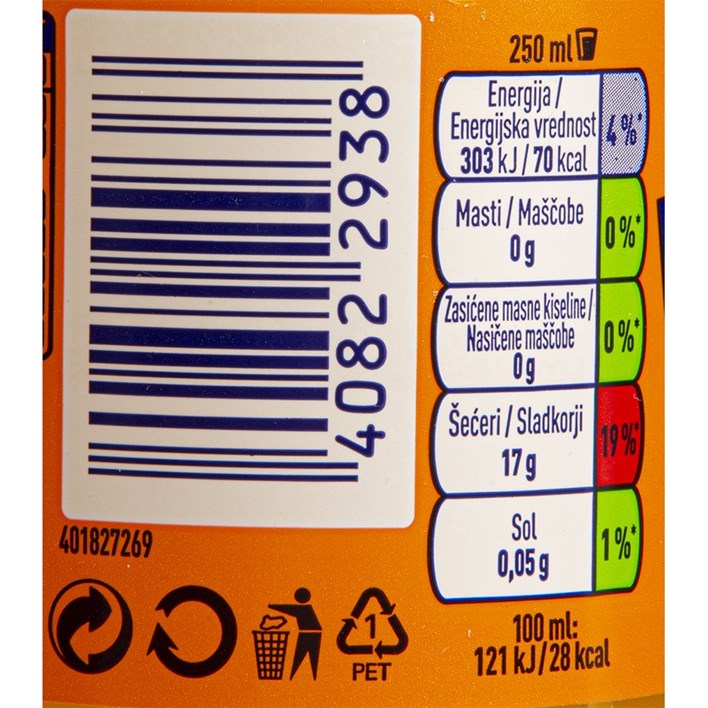 4082 2938
401827269
1
PET
250 ml
Energija /
Energijska vrednost
303 kJ / 70 kcal
4%*
Masti / Maščobe
0 g
0%*
Zasićene masne kiseline /
Nasičene maščobe
0 g
0%*
Šećeri / Sladkorji
17 g
19%*
Sol
0,05 g
1%*
100 ml:
121 kJ / 28 kcal